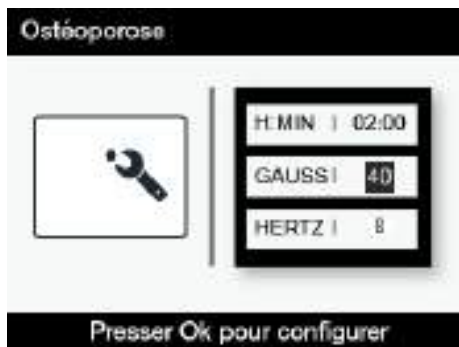 Ostéoporose
H:MIN | 02:00
GAUSS | 40
HERTZ | 8
Presser Ok pour configurer